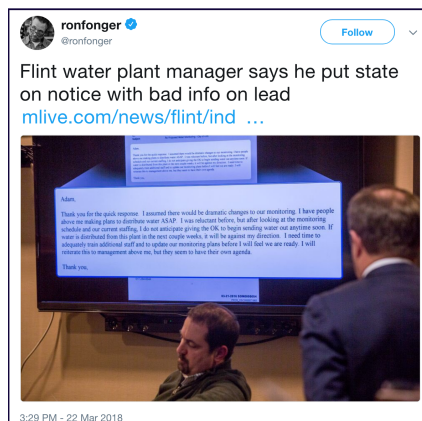 ronfonger
@ronfonger
Follow
Flint water plant manager says he put state
on notice with bad info on lead
mlive.com/news/flint/ind …
Adam,
Thank you for the quick response. I assumed there would be dramatic changes to our monitoring. I have people
above me making plans to distribute water ASAP. I was reluctant before, but after looking at the monitoring
schedule and our current staffing, I do not anticipate giving the OK to begin sending water out anytime soon. If
water is distributed from this plant in the next couple weeks, it will be against my direction. I need time to
adequately train additional staff and to update our monitoring plans before I will feel we are ready. I will
reiterate this to management above me, but they seem to have their own agenda.
Thank you,
3:29 PM - 22 Mar 2018